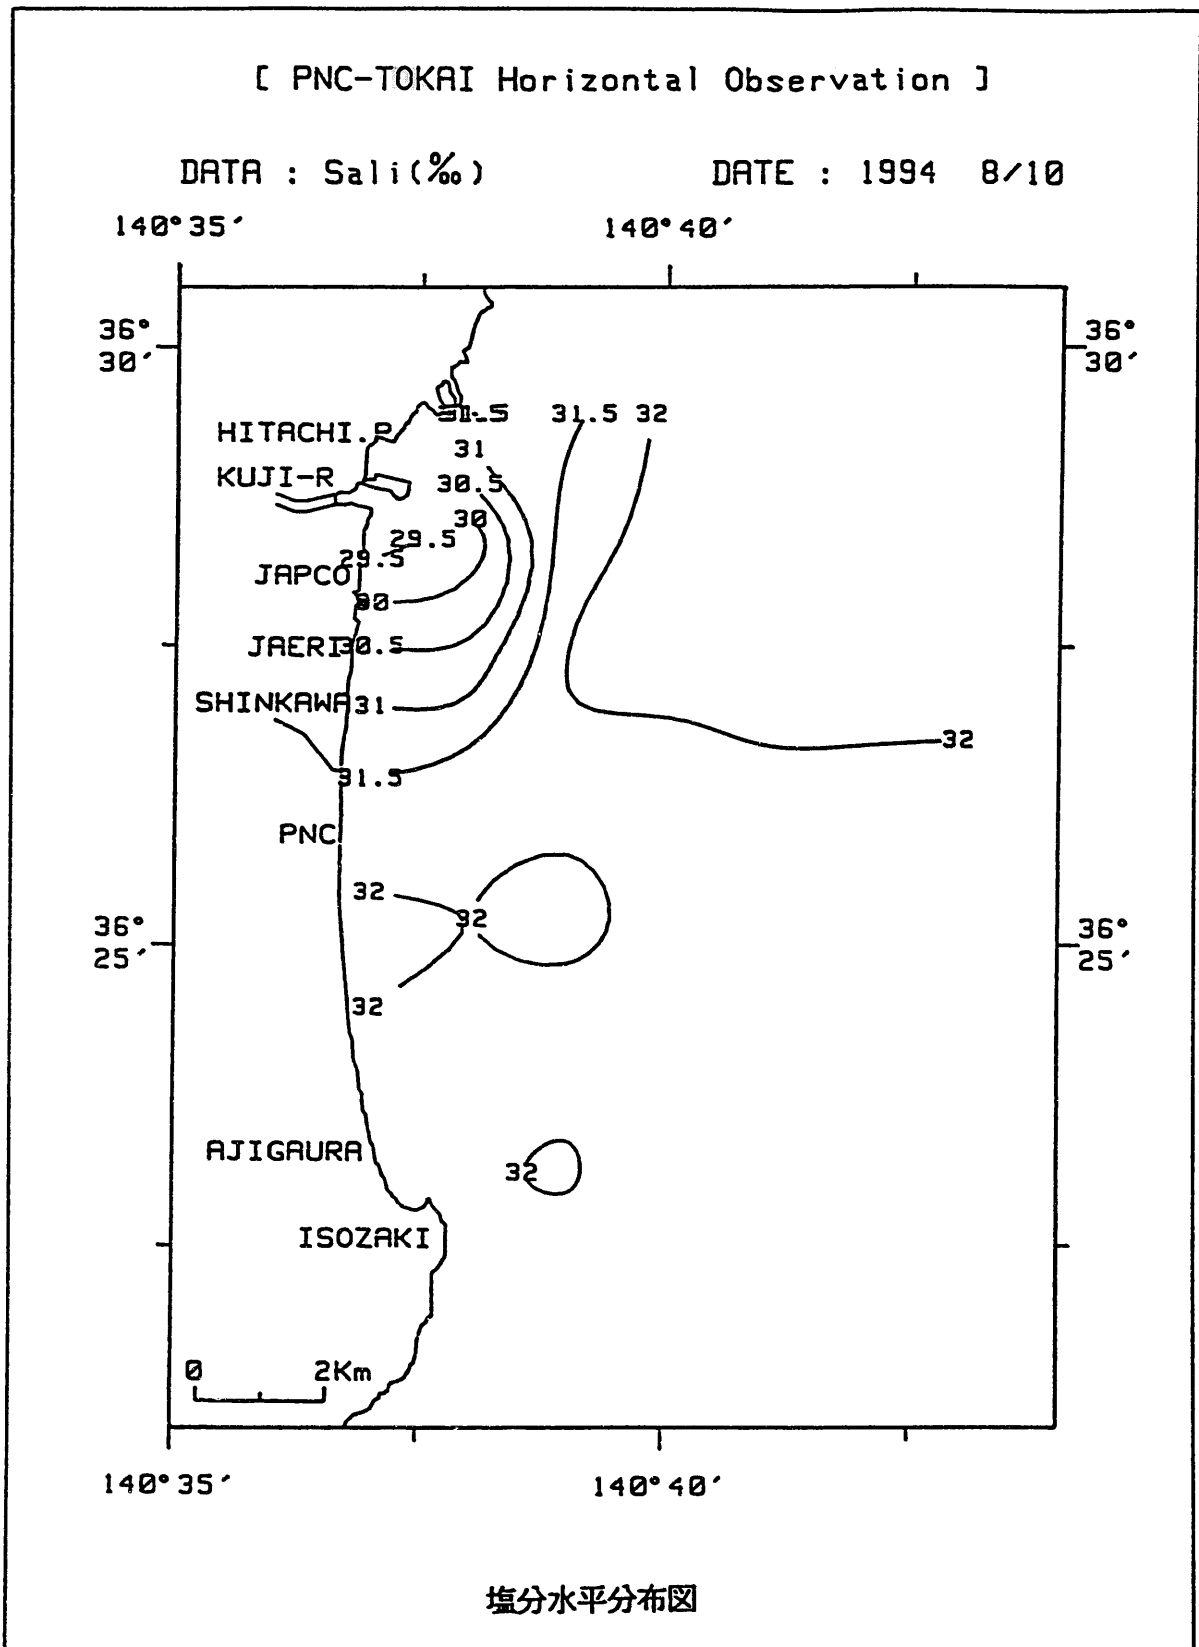 [ PNC-TOKAI Horizontal Observation ]
DATA : Sali(‰) DATE : 1994 8/10
140°35′ 140°40′
36° 30′
36° 30′
31.5 31.5 32
HITACHI.P
31
KUJI-R
30.5
30
29.5
29.5
JAPCO
30
JAERI 30.5
SHINKAWA 31
32
31.5
PNC
32
32
36° 25′
36° 25′
32
AJIGAURA
32
ISOZAKI
0 2Km
140°35′ 140°40′
塩分水平分布図